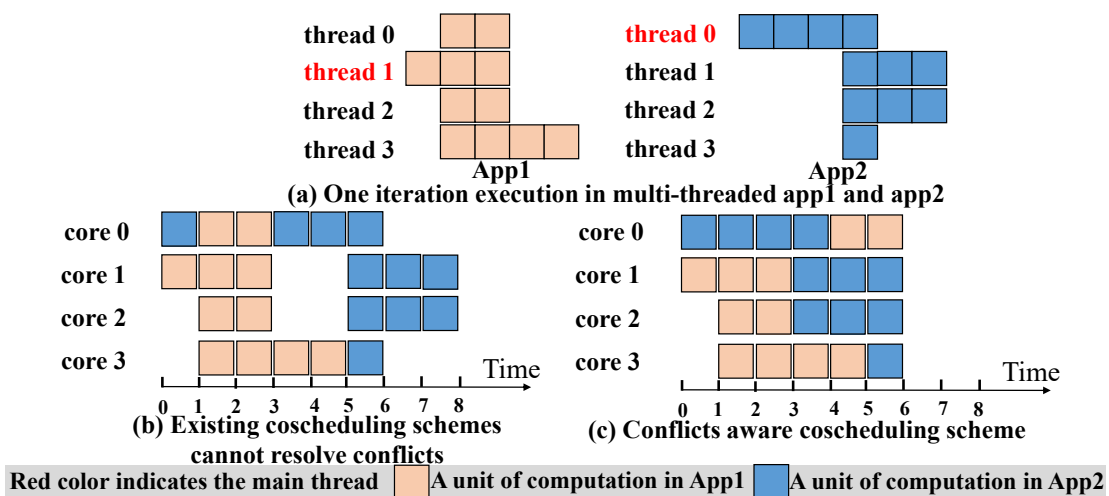 thread 0
thread 1
thread 2
thread 3
App1
thread 0
thread 1
thread 2
thread 3
App2
(a) One iteration execution in multi-threaded app1 and app2
core 0
core 1
core 2
core 3
Time
0 1 2 3 4 5 6 7 8
(b) Existing coscheduling schemes
cannot resolve conflicts
core 0
core 1
core 2
core 3
Time
0 1 2 3 4 5 6 7 8
(c) Conflicts aware coscheduling scheme
Red color indicates the main thread A unit of computation in App1 A unit of computation in App2